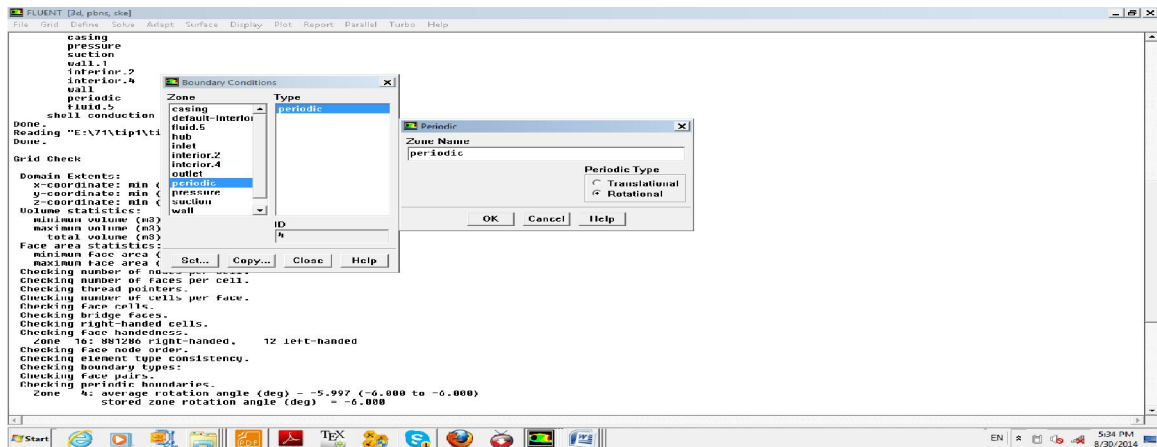 FLUENT [3d, pbns, ske]
File Grid Define Solve Adapt Surface Display Plot Report Parallel Turbo Help
casing
pressure
suction
wall.1
interior.2
interior.4
wall
periodic
fluid.5
shell conduction
Done.
Reading "E:\71\tip1\ti
Done.
Grid Check
Domain Extents:
x-coordinate: min (
y-coordinate: min (
z-coordinate: min (
Volume statistics:
minimum volume (m3)
maximum volume (m3)
total volume (m3)
Face area statistics:
minimum face area (
maximum face area (
Checking number of nodes per cell.
Checking number of faces per cell.
Checking thread pointers.
Checking number of cells per face.
Checking face cells.
Checking bridge faces.
Checking right-handed cells.
Checking face handedness.
Zone 16: 881286 right-handed, 12 left-handed
Checking face node order.
Checking element type consistency.
Checking boundary types:
Checking face pairs.
Checking periodic boundaries.
Zone 4: average rotation angle (deg) = -5.997 (-6.000 to -6.000)
stored zone rotation angle (deg) = -6.000
Boundary Conditions
Zone
casing
default-interior
fluid.5
hub
inlet
interior.2
interior.4
outlet
periodic
pressure
suction
wall
Type
periodic
ID
4
Set... Copy... Close Help
Periodic
Zone Name
periodic
Periodic Type
Translational
Rotational
OK Cancel Help
Start
PDF
TEX
EN
5:34 PM
8/30/2014